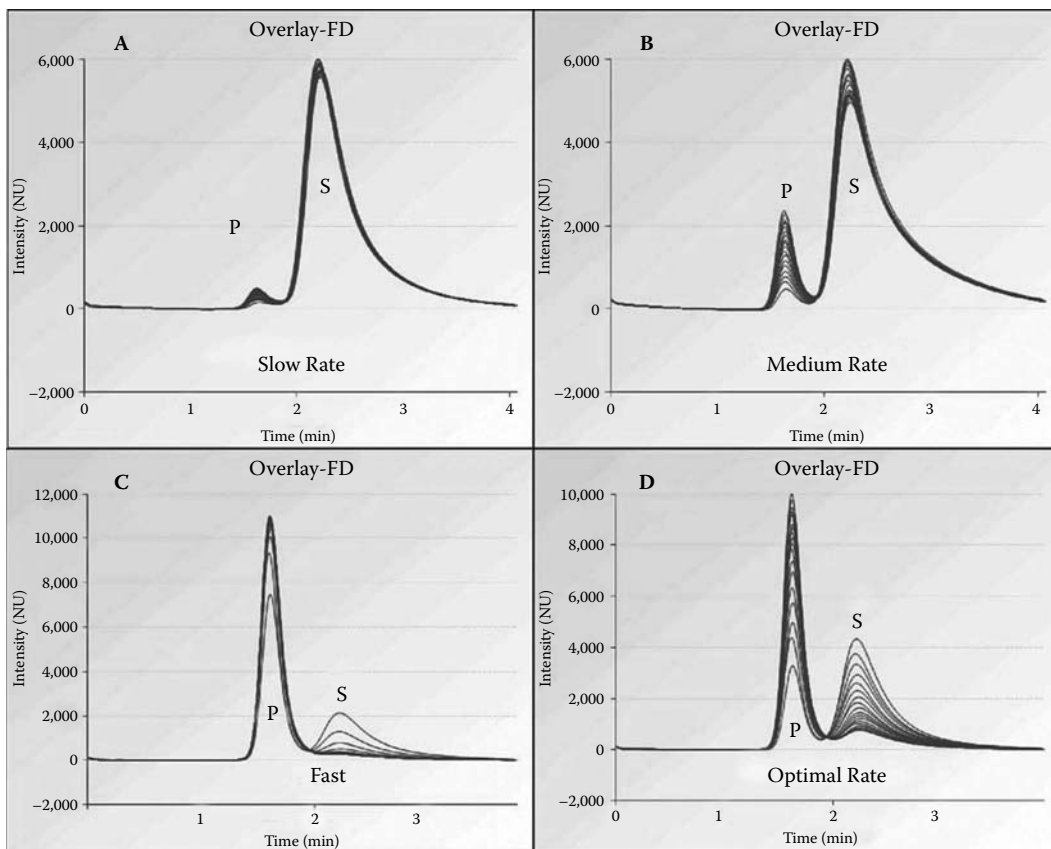 A
Overlay-FD
6,000
4,000
2,000
0
−2,000
Intensity (NU)
P
S
Slow Rate
0
1
2
3
4
Time (min)
B
Overlay-FD
6,000
4,000
2,000
0
−2,000
Intensity (NU)
P
S
Medium Rate
0
1
2
3
4
Time (min)
C
Overlay-FD
12,000
10,000
8,000
6,000
4,000
2,000
0
−2,000
Intensity (NU)
P
S
Fast
1
2
3
Time (min)
D
Overlay-FD
10,000
8,000
6,000
4,000
2,000
0
−2,000
Intensity (NU)
P
S
Optimal Rate
0
1
2
3
Time (min)